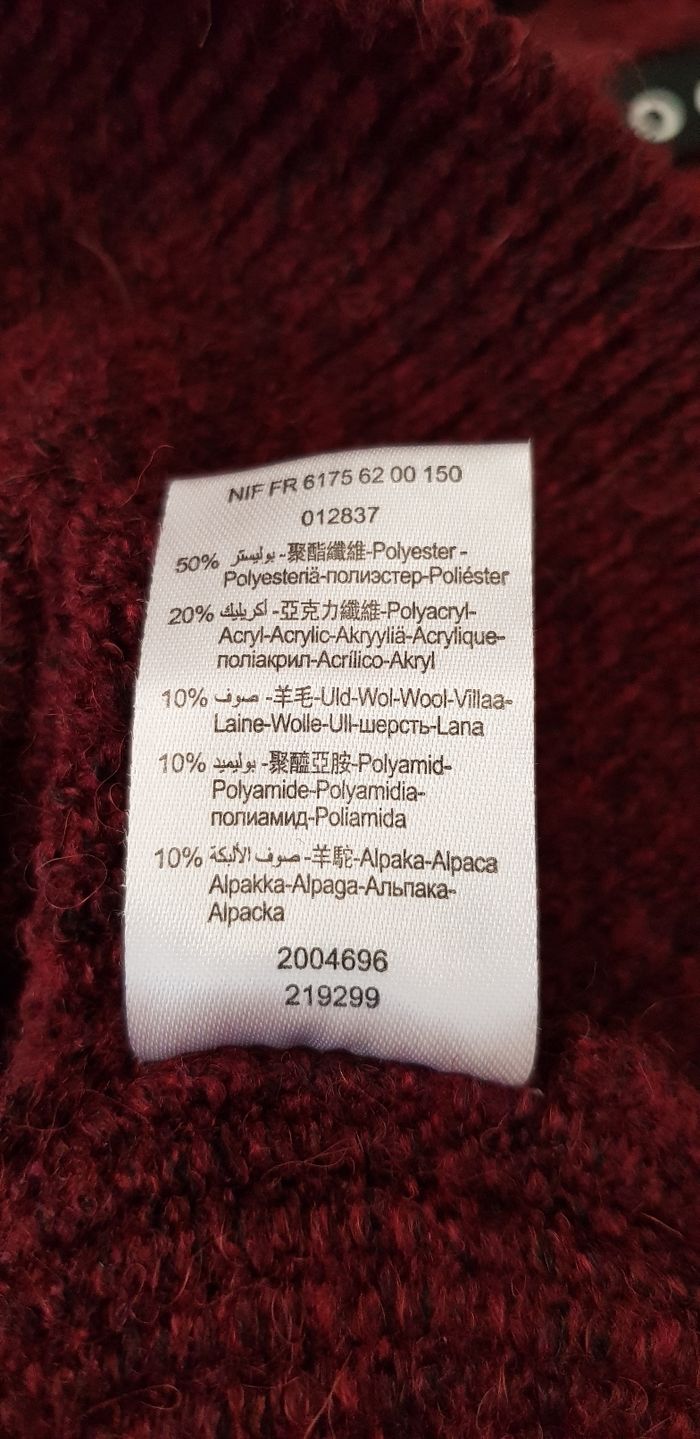 NIF FR 6175 62 00 150
012837
50% بوليستر -聚酯纖維-Polyester -
Polyesteriä-полиэстер-Poliéster
20% أكريليك -亞克力纖維-Polyacryl-
Acryl-Acrylic-Akryyliä-Acrylique-
поліакрил-Acrílico-Akryl
10% صوف -羊毛-Uld-Wol-Wool-Villaa-
Laine-Wolle-Ull-шерсть-Lana
10% بوليميد -聚醯亞胺-Polyamid-
Polyamide-Polyamidia-
полиамид-Poliamida
10% صوف الألبكة -羊駝-Alpaka-Alpaca
Alpakka-Alpaga-Альпака-
Alpacka
2004696
219299